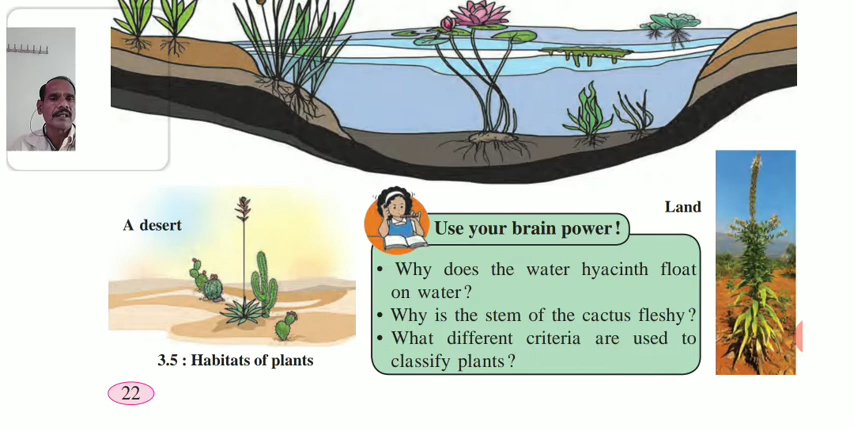 Land
A desert
Use your brain power!
• Why does the water hyacinth float
on water?
• Why is the stem of the cactus fleshy?
• What different criteria are used to
classify plants?
3.5 : Habitats of plants
22